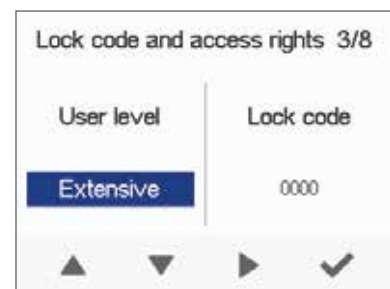 Lock code and access rights 3/8
User level
Lock code
Extensive
0000